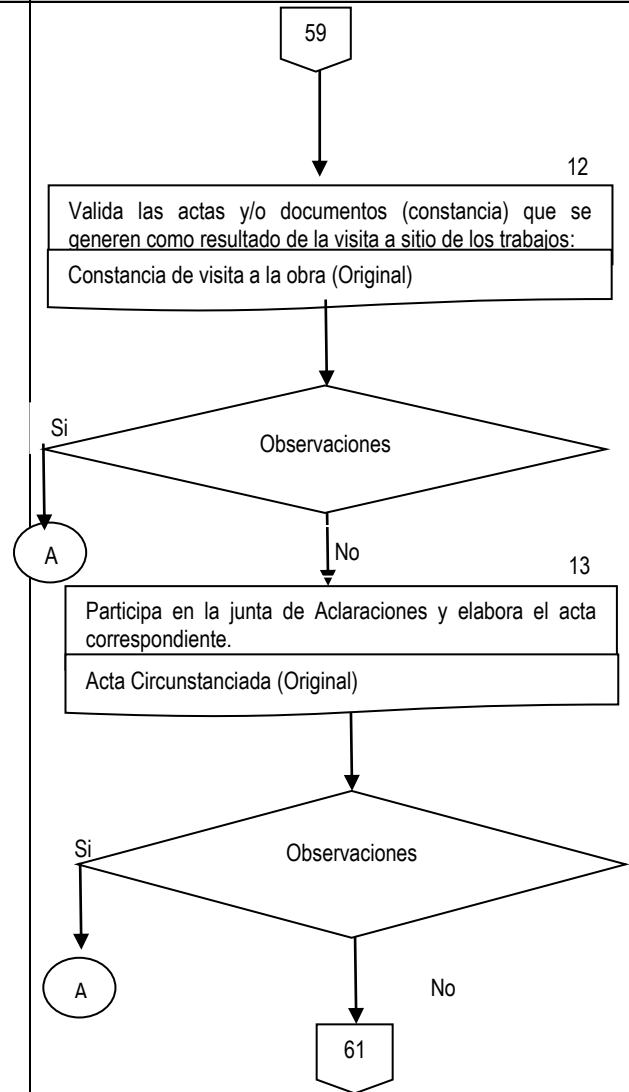 59
12
Valida las actas y/o documentos (constancia) que se
generen como resultado de la visita a sitio de los trabajos:
Constancia de visita a la obra (Original)
Si
Observaciones
A
No
13
Participa en la junta de Aclaraciones y elabora el acta
correspondiente.
Acta Circunstanciada (Original)
Si
Observaciones
A
No
61